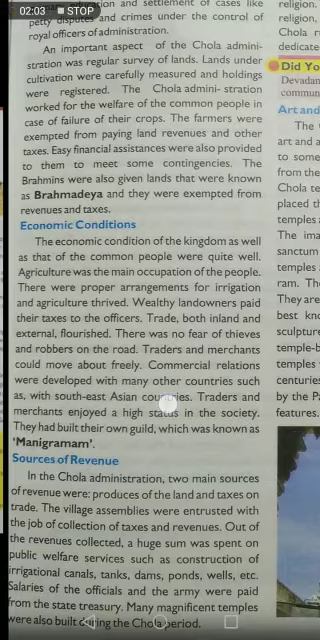 02:03 STOP
education and settlement of cases like
petty disputes and crimes under the control of
royal officers of administration.
An important aspect of the Chola admini-
stration was regular survey of lands. Lands under
cultivation were carefully measured and holdings
were registered. The Chola admini- stration
worked for the welfare of the common people in
case of failure of their crops. The farmers were
exempted from paying land revenues and other
taxes. Easy financial assistances were also provided
to them to meet some contingencies. The
Brahmins were also given lands that were known
as Brahmadeya and they were exempted from
revenues and taxes.
Economic Conditions
The economic condition of the kingdom as well
as that of the common people were quite well.
Agriculture was the main occupation of the people.
There were proper arrangements for irrigation
and agriculture thrived. Wealthy landowners paid
their taxes to the officers. Trade, both inland and
external, flourished. There was no fear of thieves
and robbers on the road. Traders and merchants
could move about freely. Commercial relations
were developed with many other countries such
as, with south-east Asian countries. Traders and
merchants enjoyed a high status in the society.
They had built their own guild, which was known as
'Manigramam'.
Sources of Revenue
In the Chola administration, two main sources
of revenue were: produces of the land and taxes on
trade. The village assemblies were entrusted with
the job of collection of taxes and revenues. Out of
the revenues collected, a huge sum was spent on
public welfare services such as construction of
irrigational canals, tanks, dams, ponds, wells, etc.
Salaries of the officials and the army were paid
from the state treasury. Many magnificent temples
were also built during the Chola period.
religion.
religion,
Chola
dedicate
Did Yo
Devadan
commun
Art and
The
art and a
to some
from the
Chola te
placed th
temples
The ima
sanctum
temples
ram. Th
They are
best kno
sculpture
temple-b
temples
centuries
by the Pa
features.